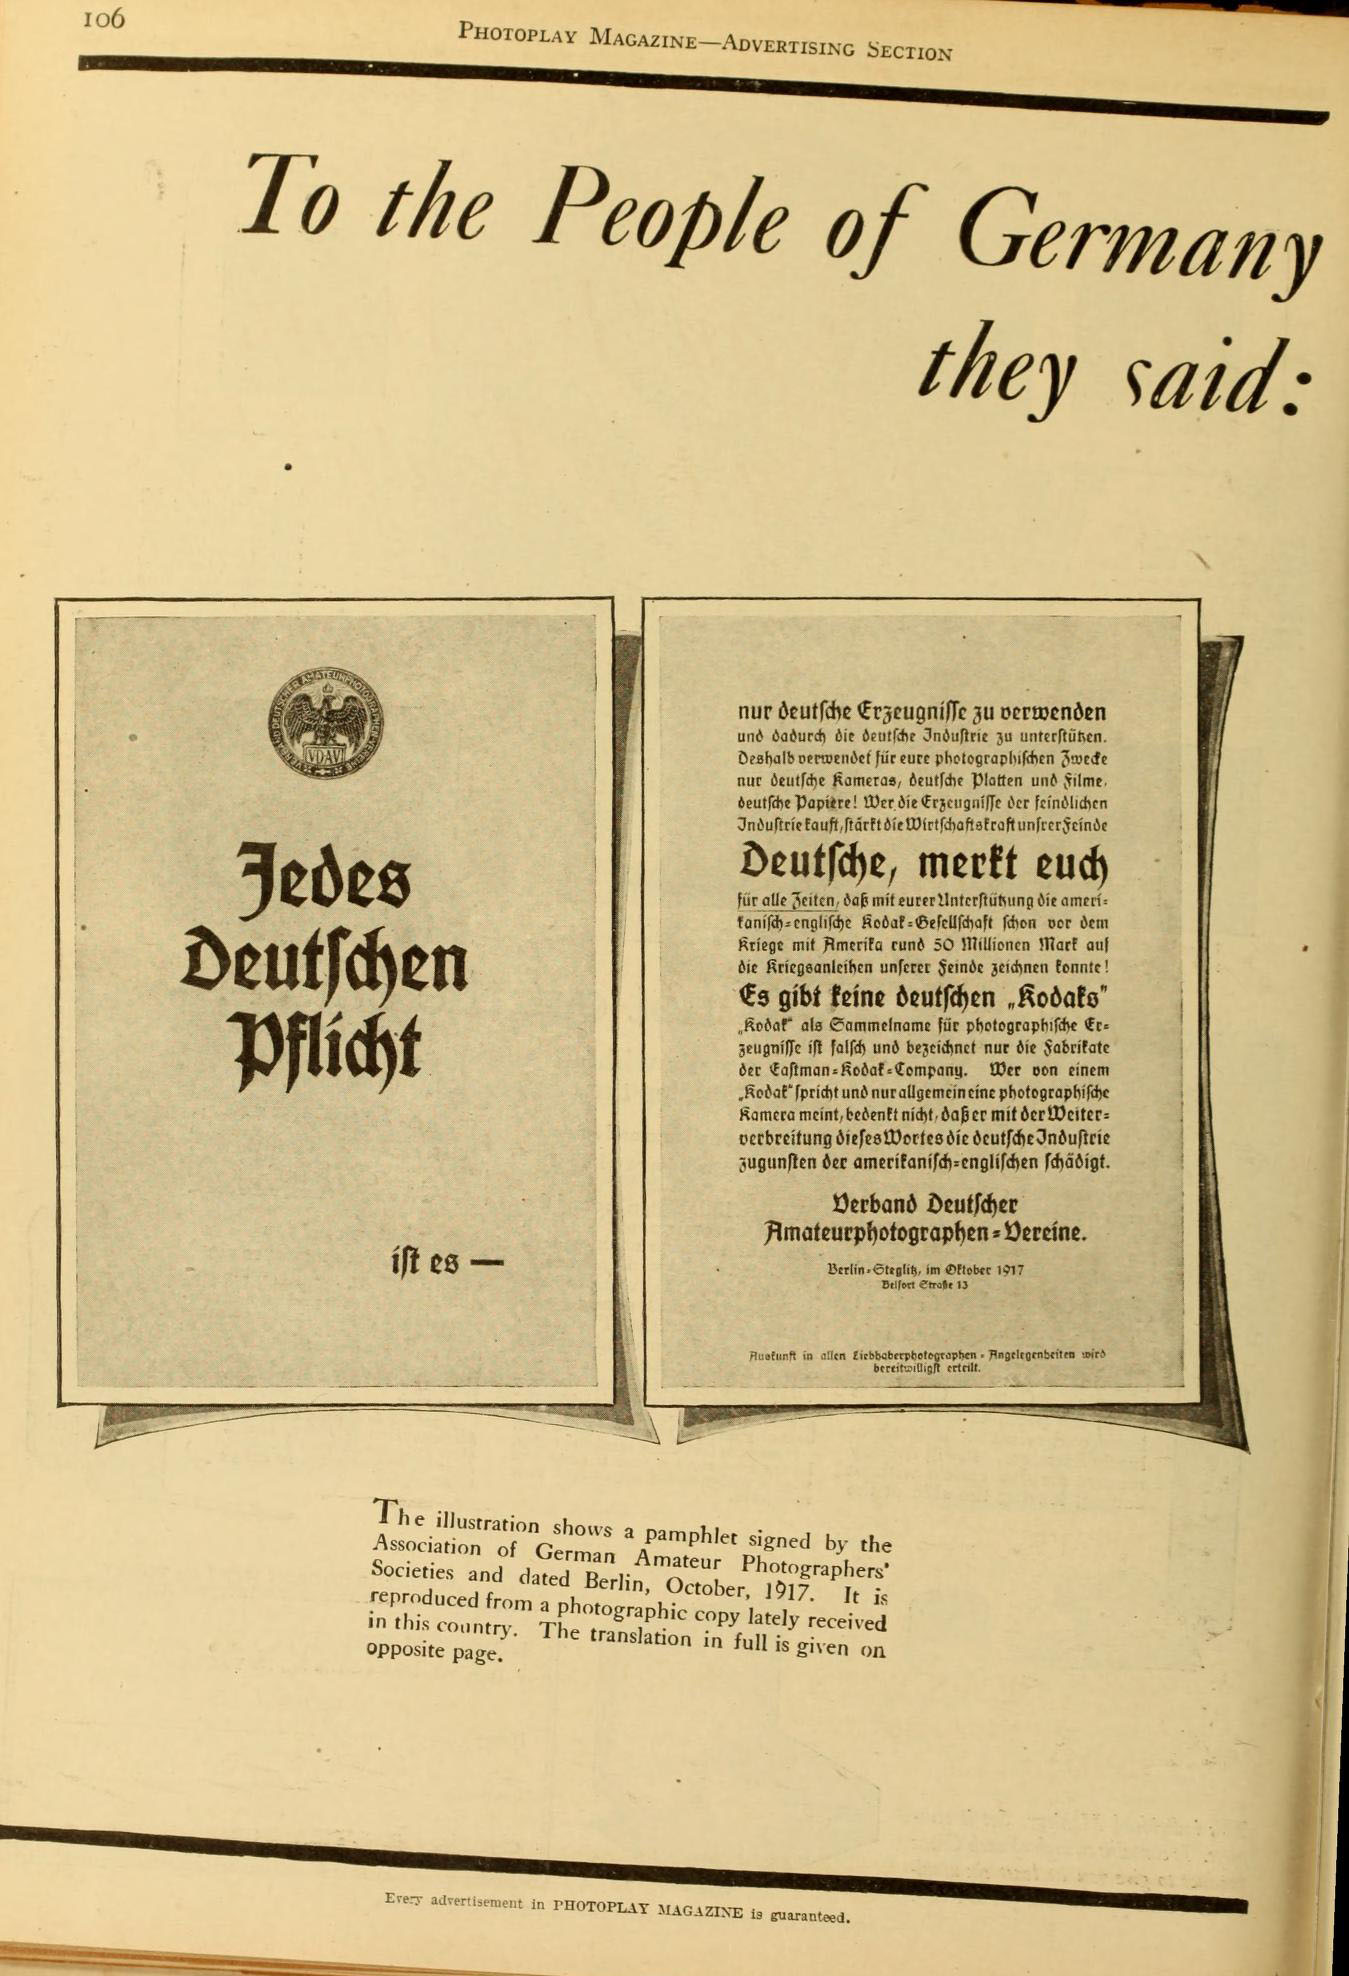 106
PHOTOPLAY MAGAZINE—ADVERTISING SECTION
To the People of Germany
they said:
VERBAND DEUTSCHER AMATEURPHOTOGRAPHEN-VEREINE
VDAV
Jedes
Deutschen
Pflicht
ist es —
nur deutsche Erzeugnisse zu verwenden
und dadurch die deutsche Industrie zu unterstützen.
Deshalb verwendet für eure photographischen Zwecke
nur deutsche Kameras, deutsche Platten und Filme,
deutsche Papiere! Wer die Erzeugnisse der feindlichen
Industrie kauft, stärkt die Wirtschaftskraft unsrer Feinde
Deutsche, merkt euch
für alle Zeiten, daß mit eurer Unterstützung die ameri-
kanisch-englische Kodak-Gesellschaft schon vor dem
Kriege mit Amerika rund 50 Millionen Mark auf
die Kriegsanleihen unserer Feinde zeichnen konnte!
Es gibt keine deutschen „Kodaks"
„Kodak" als Sammelname für photographische Er-
zeugnisse ist falsch und bezeichnet nur die Fabrikate
der Eastman-Kodak-Company. Wer von einem
„Kodak" spricht und nur allgemein eine photographische
Kamera meint, bedenkt nicht, daß er mit der Weiter-
verbreitung dieses Wortes die deutsche Industrie
zugunsten der amerikanisch-englischen schädigt.
Verband Deutscher
Amateurphotographen-Vereine.
Berlin-Steglitz, im Oktober 1917
Belfort Straße 13
Auskunft in allen Liebhaberphotographen-Angelegenheiten wird
bereitwilligst erteilt.
The illustration shows a pamphlet signed by the
Association of German Amateur Photographers'
Societies and dated Berlin, October, 1917. It is
reproduced from a photographic copy lately received
in this country. The translation in full is given on
opposite page.
Every advertisement in PHOTOPLAY MAGAZINE is guaranteed.